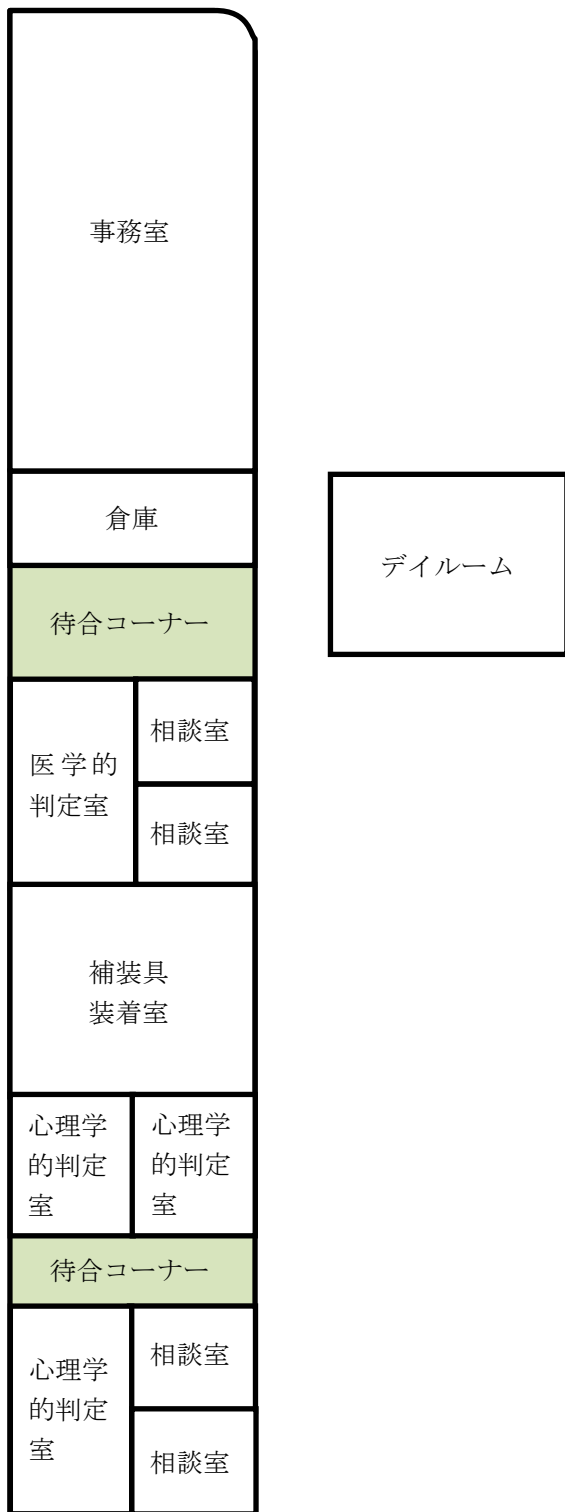 事務室
倉庫
デイルーム
待合コーナー
医学的
判定室
相談室
相談室
補装具
装着室
心理学
的判定
室
心理学
的判定
室
待合コーナー
心理学
的判定
室
相談室
相談室